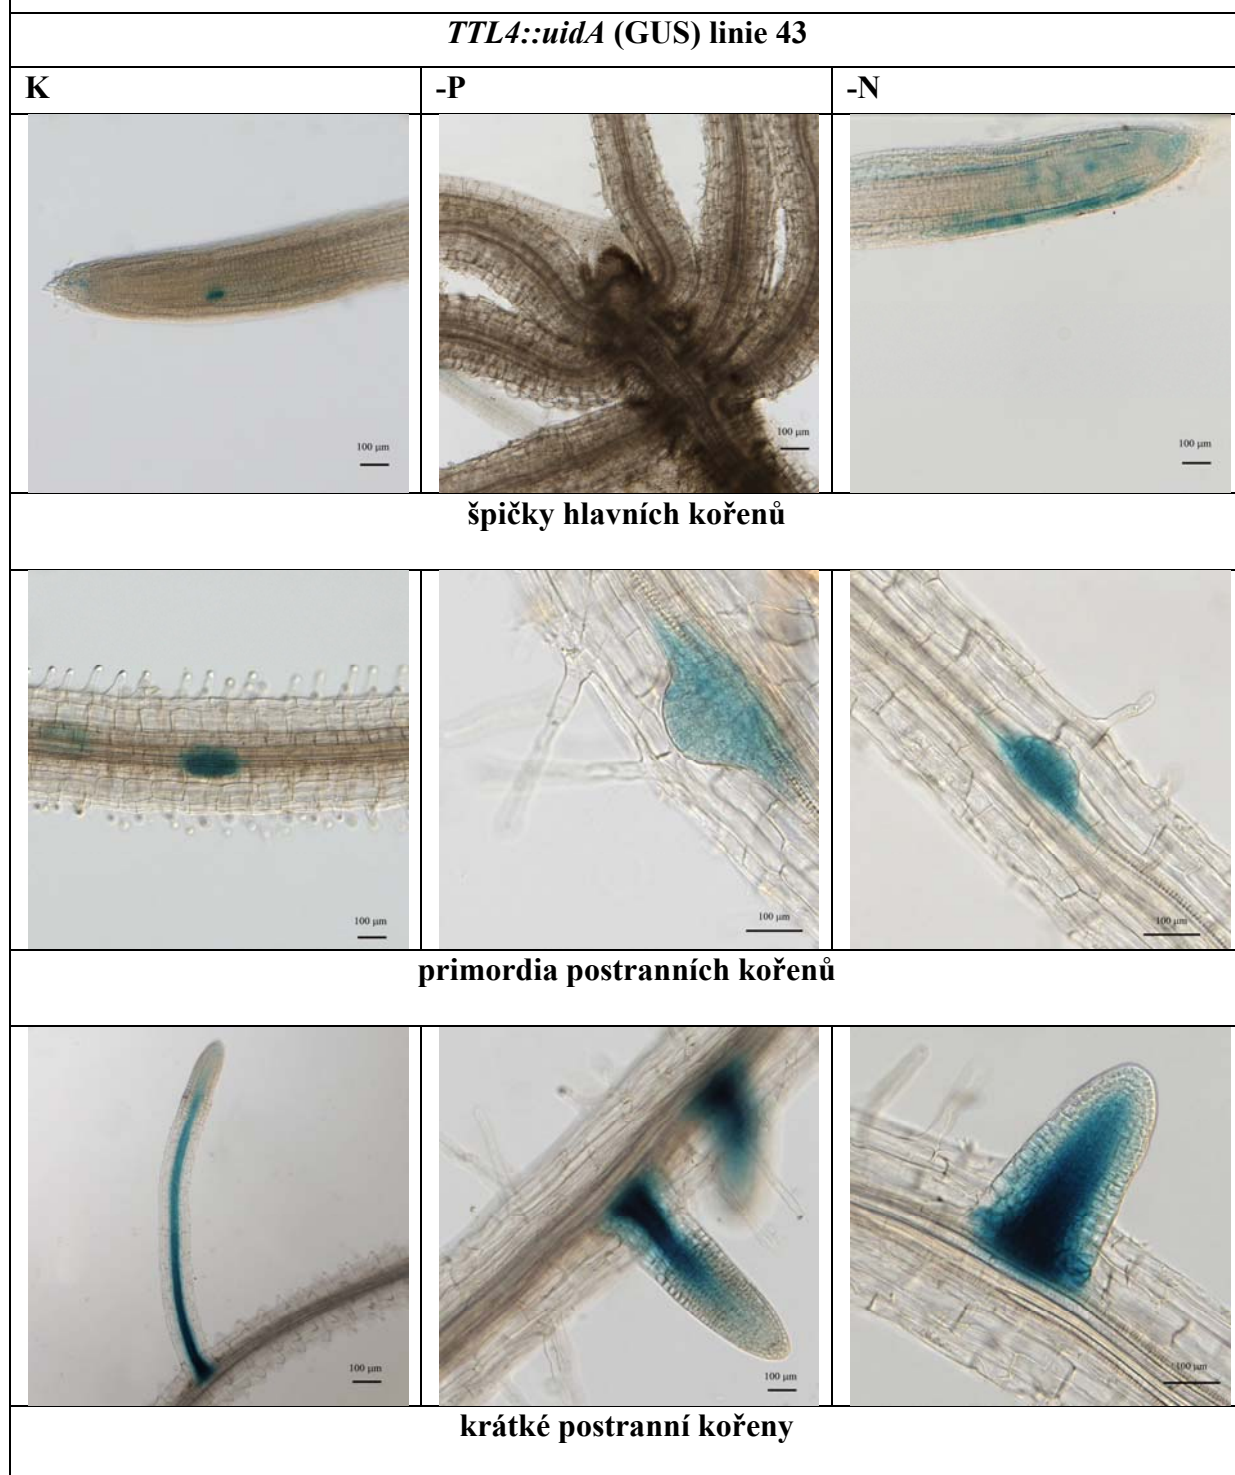 TTL4::uidA (GUS) linie 43
K
-P
-N
100 µm
100 µm
100 µm
špičky hlavních kořenů
100 µm
100 µm
100 µm
primordia postranních kořenů
100 µm
100 µm
100 µm
krátké postranní kořeny